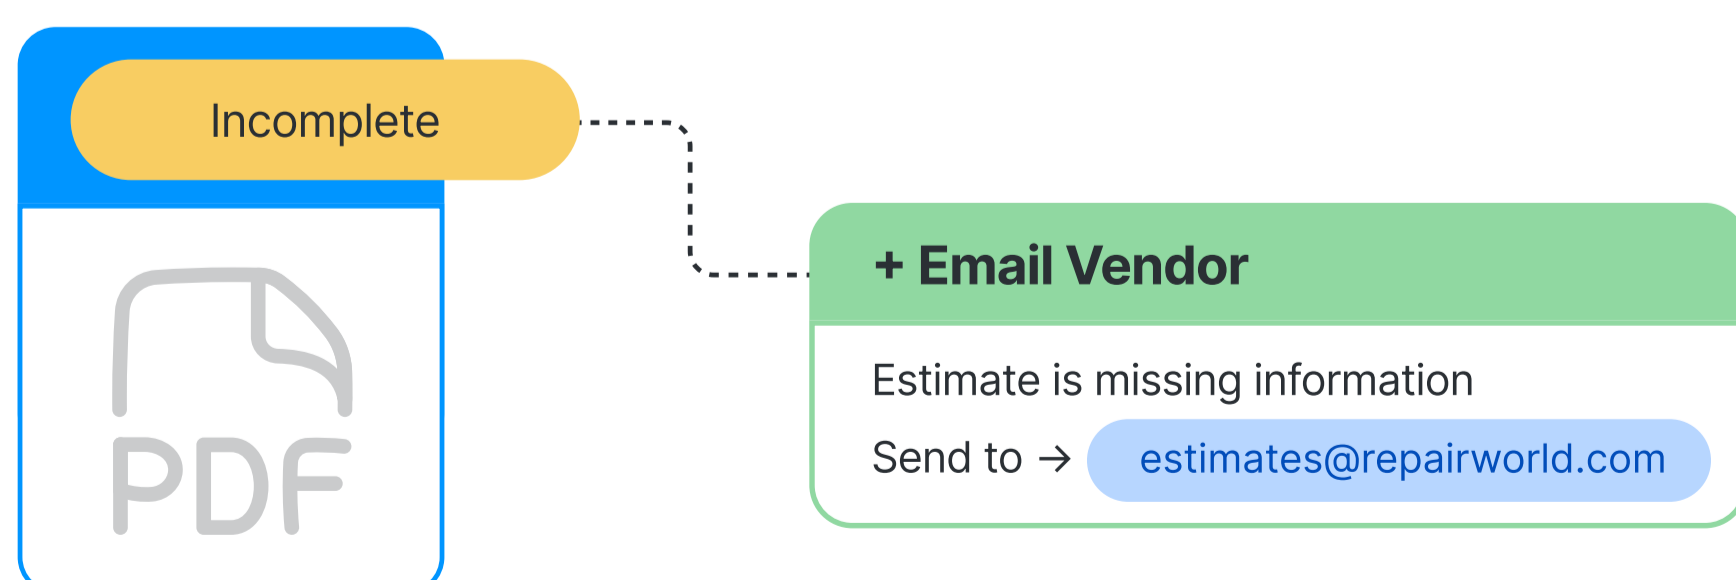 Incomplete
PDF
+ Email Vendor
Estimate is missing information
Send to → estimates@repairworld.com